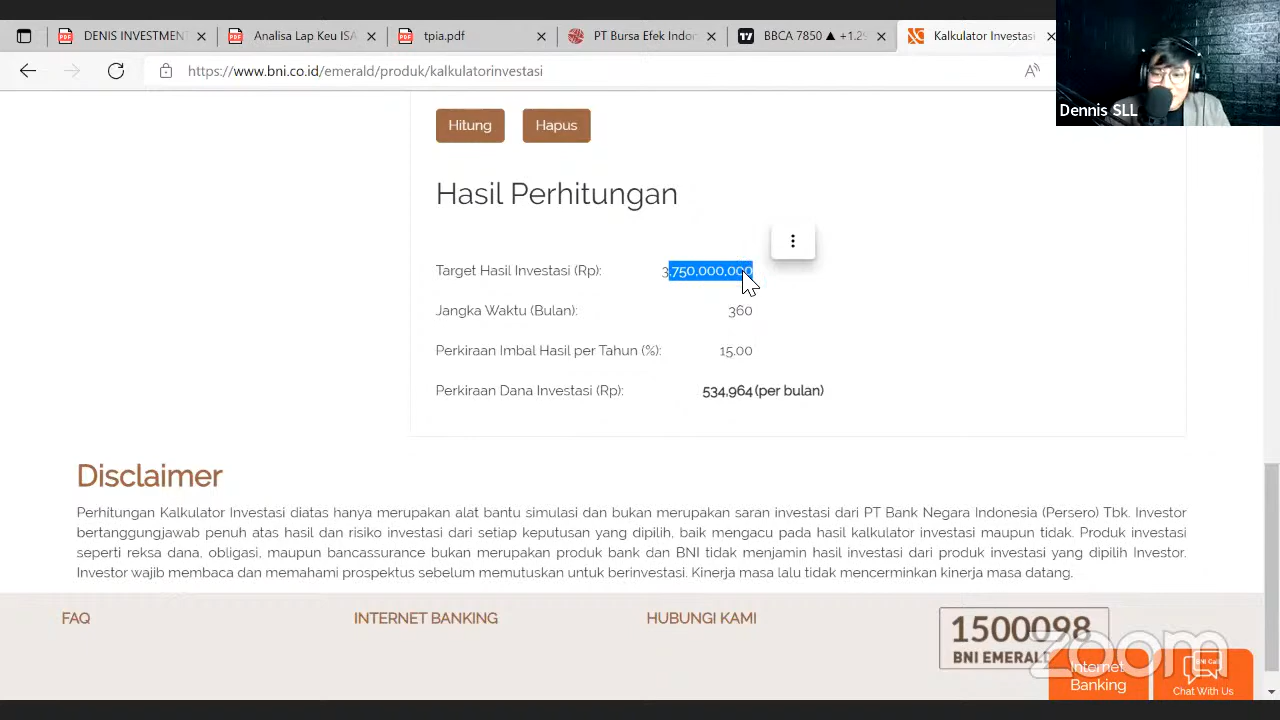 DENIS INVESTMENT
Analisa Lap Keu ISA
tpia.pdf
PT Bursa Efek Indon
BBCA 7850 ▲ +1.29
Kalkulator Investasi
https://www.bni.co.id/emerald/produk/kalkulatorinvestasi
Dennis SLL
Hitung
Hapus
Hasil Perhitungan
Target Hasil Investasi (Rp): 3,750,000,000
Jangka Waktu (Bulan): 360
Perkiraan Imbal Hasil per Tahun (%): 15.00
Perkiraan Dana Investasi (Rp): 534,964 (per bulan)
Disclaimer
Perhitungan Kalkulator Investasi diatas hanya merupakan alat bantu simulasi dan bukan merupakan saran investasi dari PT Bank Negara Indonesia (Persero) Tbk. Investor
bertanggungjawab penuh atas hasil dan risiko investasi dari setiap keputusan yang dipilih, baik mengacu pada hasil kalkulator investasi maupun tidak. Produk investasi
seperti reksa dana, obligasi, maupun bancassurance bukan merupakan produk bank dan BNI tidak menjamin hasil investasi dari produk investasi yang dipilih Investor.
Investor wajib membaca dan memahami prospektus sebelum memutuskan untuk berinvestasi. Kinerja masa lalu tidak mencerminkan kinerja masa datang.
FAQ
INTERNET BANKING
HUBUNGI KAMI
1500098
BNI EMERALD
zoom
Internet
Banking
BNI Call
Chat With Us